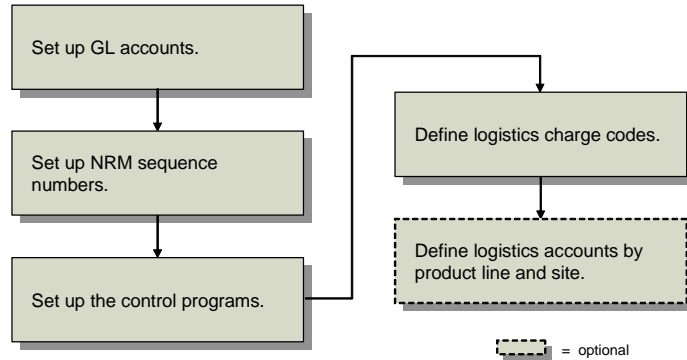 Set up GL accounts.
Set up NRM sequence
numbers.
Set up the control programs.
Define logistics charge codes.
Define logistics accounts by
product line and site.
= optional